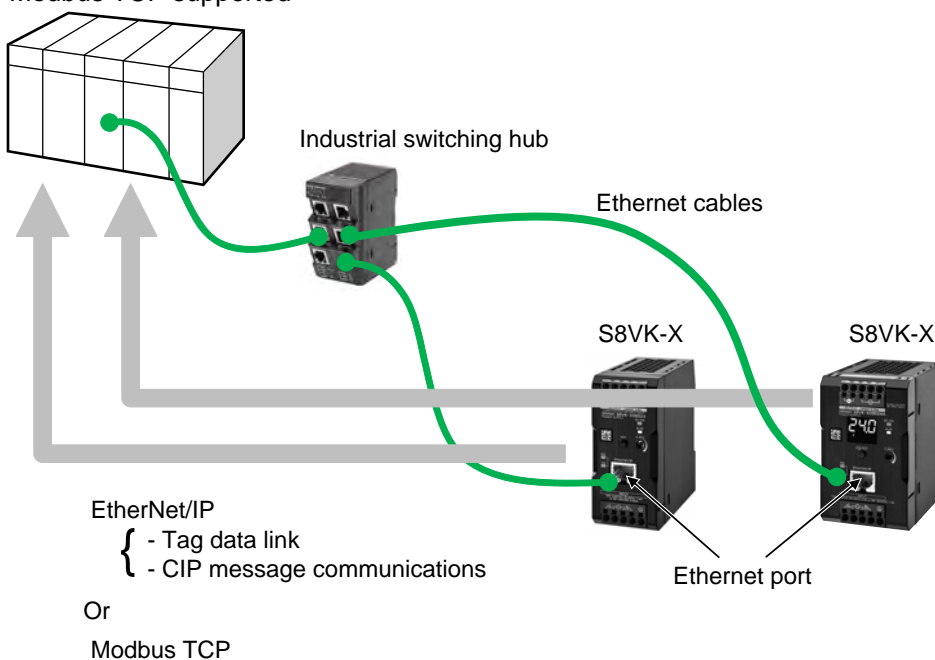 Modbus TCP supported
Industrial switching hub
Ethernet cables
S8VK-X
S8VK-X
24.0
EtherNet/IP
- Tag data link
- CIP message communications
Ethernet port
Or
Modbus TCP